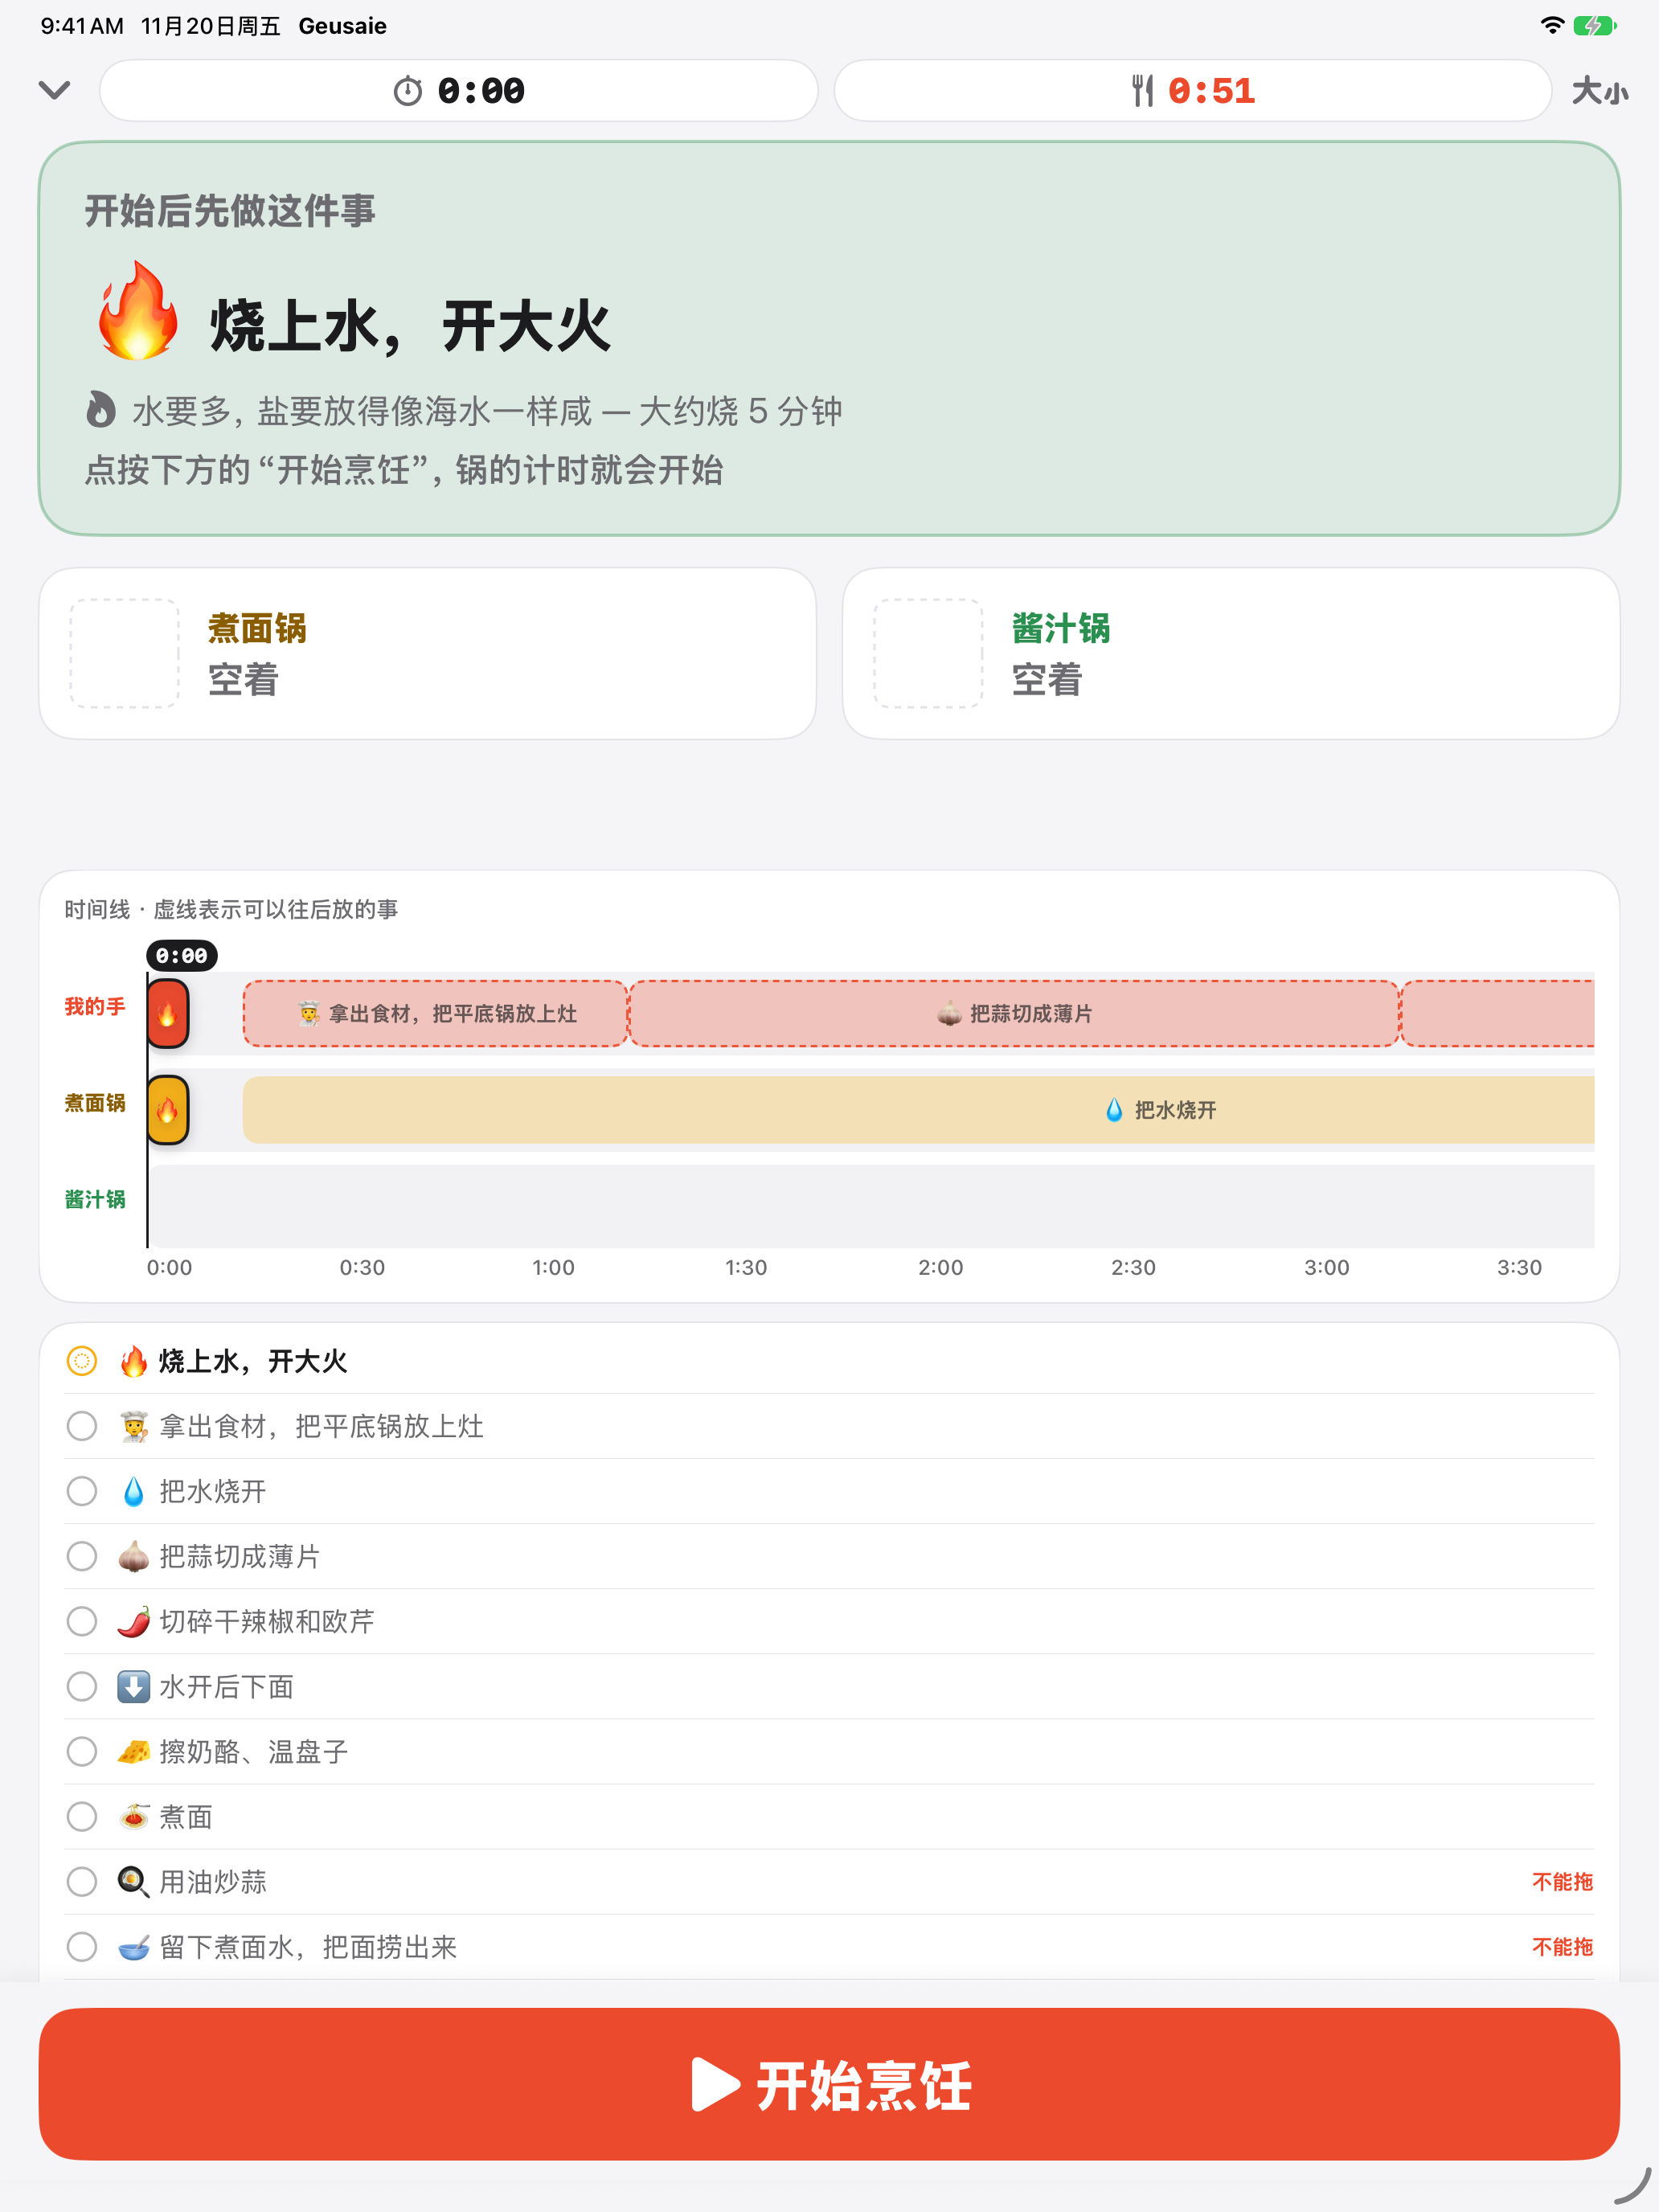 9:41 AM 11月20日周五 Geusaie
0:00
0:51
大小
开始后先做这件事
烧上水，开大火
水要多，盐要放得像海水一样咸 — 大约烧 5 分钟
点按下方的“开始烹饪”，锅的计时就会开始
煮面锅
空着
酱汁锅
空着
时间线 · 虚线表示可以往后放的事
0:00
我的手
拿出食材，把平底锅放上灶
把蒜切成薄片
煮面锅
把水烧开
酱汁锅
0:00 0:30 1:00 1:30 2:00 2:30 3:00 3:30
烧上水，开大火
拿出食材，把平底锅放上灶
把水烧开
把蒜切成薄片
切碎干辣椒和欧芹
水开后下面
擦奶酪、温盘子
煮面
用油炒蒜 不能拖
留下煮面水，把面捞出来 不能拖
开始烹饪